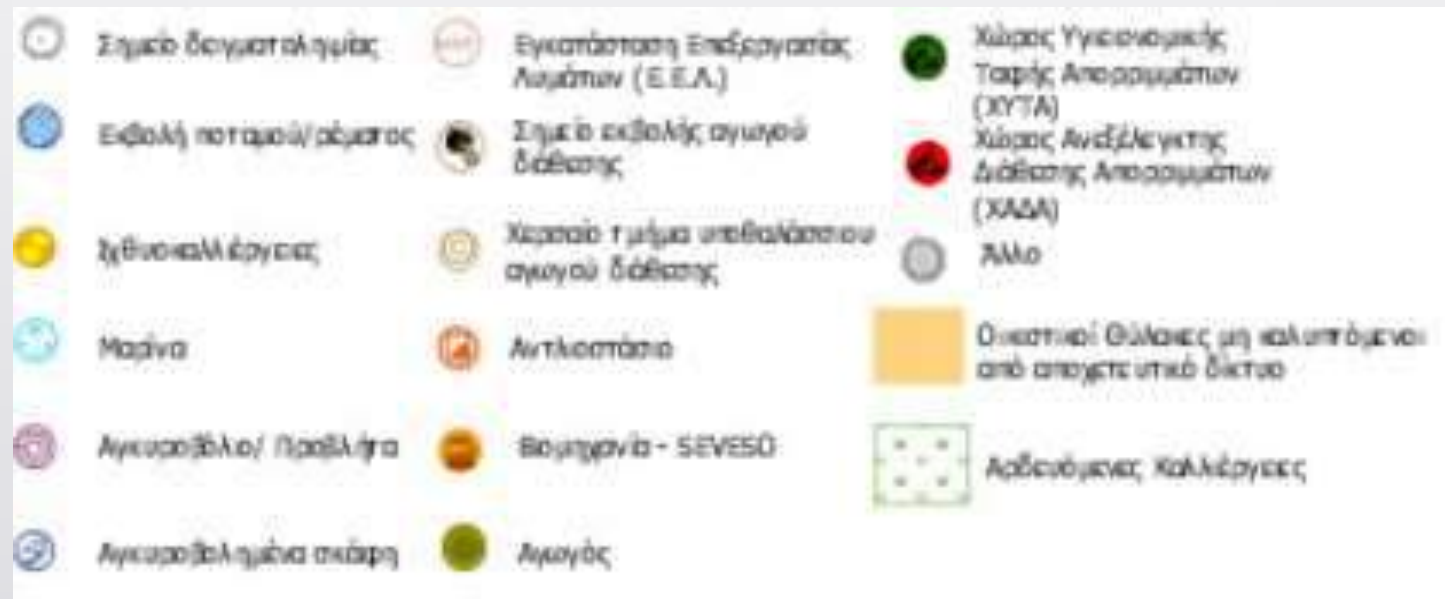 Σημείο δειγματοληψίας
Εκβολή ποταμού/ρέματος
Ιχθυοκαλλιέργειες
Μαρίνα
Αγκυροβόλιο/ Προβλήτα
Αγκυροβολημένα σκάφη
Εγκατάσταση Επεξεργασίας
Λυμάτων (Ε.Ε.Λ.)
Σημείο εκβολής αγωγού
διάθεσης
Χερσαίο τμήμα υποθαλάσσιου
αγωγού διάθεσης
Αντλιοστάσιο
Βιομηχανία - SEVESO
Αγωγός
Χώρος Υγειονομικής
Ταφής Απορριμμάτων
(ΧΥΤΑ)
Χώρος Ανεξέλεγκτης
Διάθεσης Απορριμμάτων
(ΧΑΔΑ)
Άλλο
Οικιστικοί Θύλακες μη καλυπτόμενοι
από αποχετευτικό δίκτυο
Αρδευόμενες Καλλιέργειες